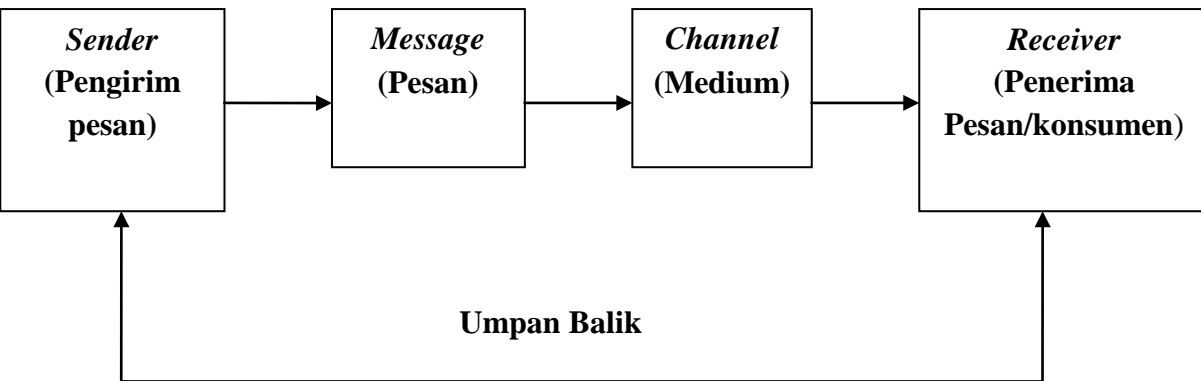 Sender
(Pengirim
pesan)
Message
(Pesan)
Channel
(Medium)
Receiver
(Penerima
Pesan/konsumen)
Umpan Balik